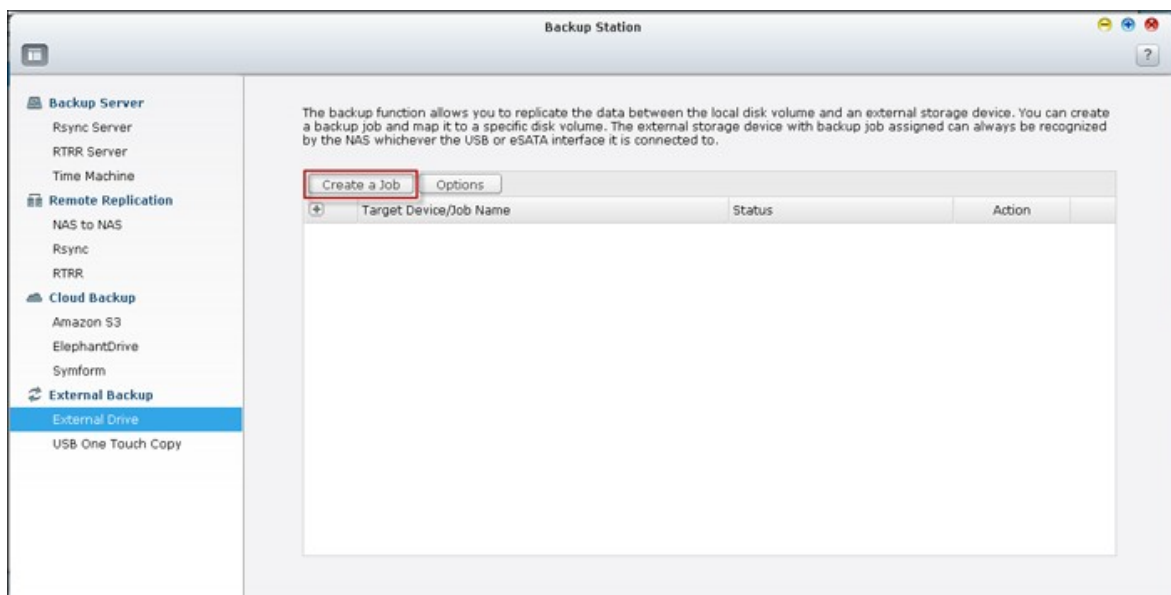 Backup Station
?
Backup Server
Rsync Server
RTRR Server
Time Machine
Remote Replication
NAS to NAS
Rsync
RTRR
Cloud Backup
Amazon S3
ElephantDrive
Symform
External Backup
External Drive
USB One Touch Copy
The backup function allows you to replicate the data between the local disk volume and an external storage device. You can create
a backup job and map it to a specific disk volume. The external storage device with backup job assigned can always be recognized
by the NAS whichever the USB or eSATA interface it is connected to.
Create a Job Options
Target Device/Job Name Status Action